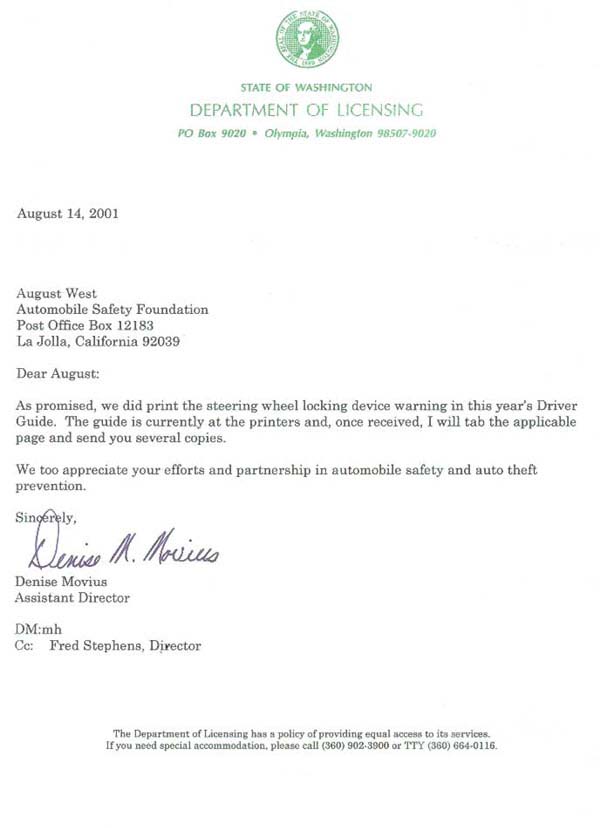 THE SEAL OF THE STATE OF WASHINGTON
1889
STATE OF WASHINGTON
DEPARTMENT OF LICENSING
PO Box 9020 • Olympia, Washington 98507-9020
August 14, 2001
August West
Automobile Safety Foundation
Post Office Box 12183
La Jolla, California 92039
Dear August:
As promised, we did print the steering wheel locking device warning in this year's Driver
Guide. The guide is currently at the printers and, once received, I will tab the applicable
page and send you several copies.
We too appreciate your efforts and partnership in automobile safety and auto theft
prevention.
Sincerely,
Denise M. Movius
Denise Movius
Assistant Director
DM:mh
Cc: Fred Stephens, Director
The Department of Licensing has a policy of providing equal access to its services.
If you need special accommodation, please call (360) 902-3900 or TTY (360) 664-0116.